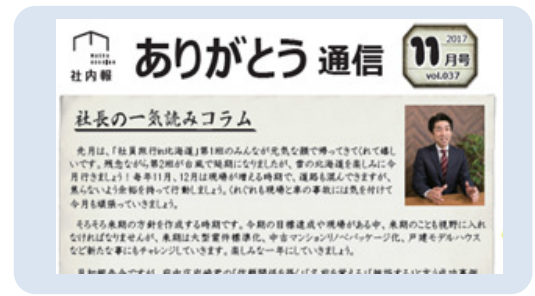 社内報
ありがとう通信
2017
11月号
vol.037
社長の一気読みコラム
先月は、「社員旅行in北海道」第1班のみんなが元気な顔で帰ってきてくれて嬉し
いです。残念ながら第2班が台風で延期になりましたが、雪の北海道を楽しみに今
月行きましょう!毎年11月、12月は現場が増える時期で、道路も混んできますが、
焦らないよう余裕を持って行動しましょう。くれぐれも現場と車の事故には気を付けて
今月も頑張っていきましょう。
そろそろ来期の方針を作成する時期です。今期の目標達成や現場がある中、来期のことも視野に入れ
なければなりませんが、来期は大型案件標準化、中古マンションリノベパッケージ化、戸建モデルハウス
など新たな事にもチャレンジしていきます。楽しみな一年にしていきましょう。